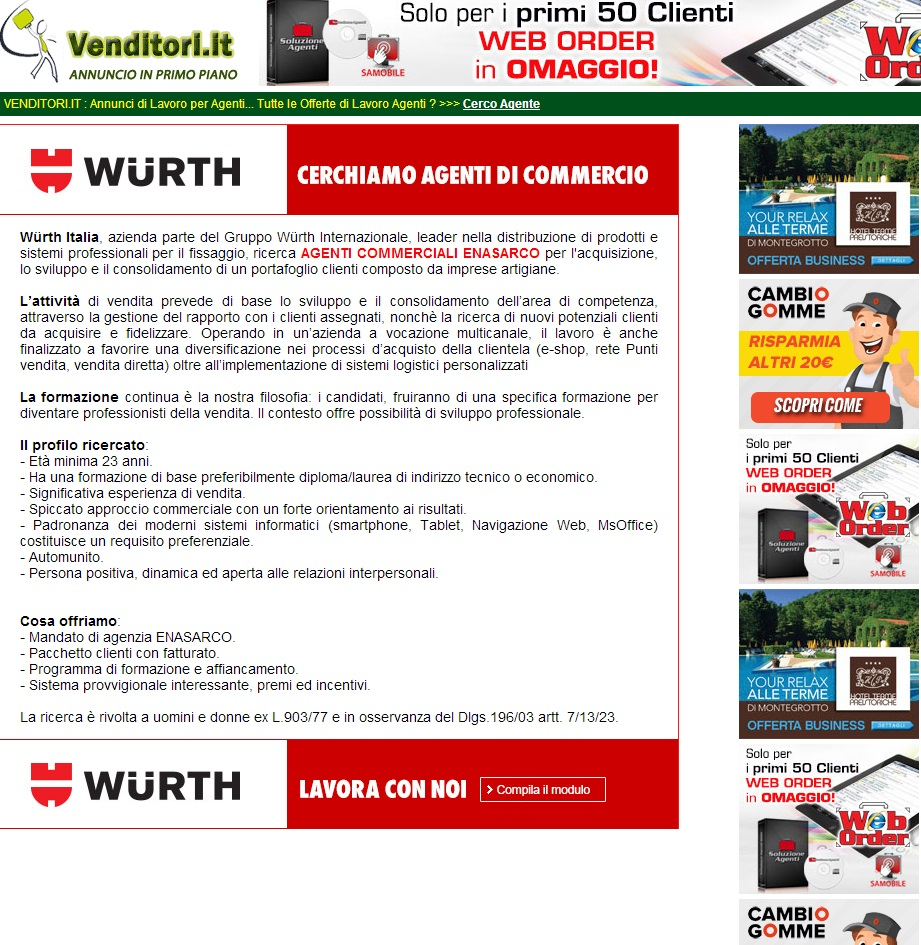 Venditori.it
ANNUNCIO IN PRIMO PIANO
Soluzione
Agenti
SAMOBILE
Solo per i primi 50 Clienti
WEB ORDER
in OMAGGIO!
We
Ord
VENDITORI.IT : Annunci di Lavoro per Agenti... Tutte le Offerte di Lavoro Agenti ? >>> Cerco Agente
WÜRTH
CERCHIAMO AGENTI DI COMMERCIO
Würth Italia, azienda parte del Gruppo Würth Internazionale, leader nella distribuzione di prodotti e
sistemi professionali per il fissaggio, ricerca AGENTI COMMERCIALI ENASARCO per l'acquisizione,
lo sviluppo e il consolidamento di un portafoglio clienti composto da imprese artigiane.
L'attività di vendita prevede di base lo sviluppo e il consolidamento dell'area di competenza,
attraverso la gestione del rapporto con i clienti assegnati, nonchè la ricerca di nuovi potenziali clienti
da acquisire e fidelizzare. Operando in un'azienda a vocazione multicanale, il lavoro è anche
finalizzato a favorire una diversificazione nei processi d'acquisto della clientela (e-shop, rete Punti
vendita, vendita diretta) oltre all'implementazione di sistemi logistici personalizzati
La formazione continua è la nostra filosofia: i candidati, fruiranno di una specifica formazione per
diventare professionisti della vendita. Il contesto offre possibilità di sviluppo professionale.
Il profilo ricercato:
- Età minima 23 anni.
- Ha una formazione di base preferibilmente diploma/laurea di indirizzo tecnico o economico.
- Significativa esperienza di vendita.
- Spiccato approccio commerciale con un forte orientamento ai risultati.
- Padronanza dei moderni sistemi informatici (smartphone, Tablet, Navigazione Web, MsOffice)
costituisce un requisito preferenziale.
- Automunito.
- Persona positiva, dinamica ed aperta alle relazioni interpersonali.
Cosa offriamo:
- Mandato di agenzia ENASARCO.
- Pacchetto clienti con fatturato.
- Programma di formazione e affiancamento.
- Sistema provvigionale interessante, premi ed incentivi.
La ricerca è rivolta a uomini e donne ex L.903/77 e in osservanza del Dlgs.196/03 artt. 7/13/23.
WÜRTH
LAVORA CON NOI
> Compila il modulo
YOUR RELAX
ALLE TERME
DI MONTEGROTTO
HOTEL TERME
PREISTORICHE
OFFERTA BUSINESS
DETTAGLI
CAMBIO
GOMME
RISPARMIA
ALTRI 20€
SCOPRI COME
Solo per
i primi 50 Clienti
WEB ORDER
in OMAGGIO!
Web
Order
Soluzione
Agenti
SAMOBILE
YOUR RELAX
ALLE TERME
DI MONTEGROTTO
HOTEL TERME
PREISTORICHE
OFFERTA BUSINESS
DETTAGLI
Solo per
i primi 50 Clienti
WEB ORDER
in OMAGGIO!
Web
Order
Soluzione
Agenti
SAMOBILE
CAMBIO
GOMME